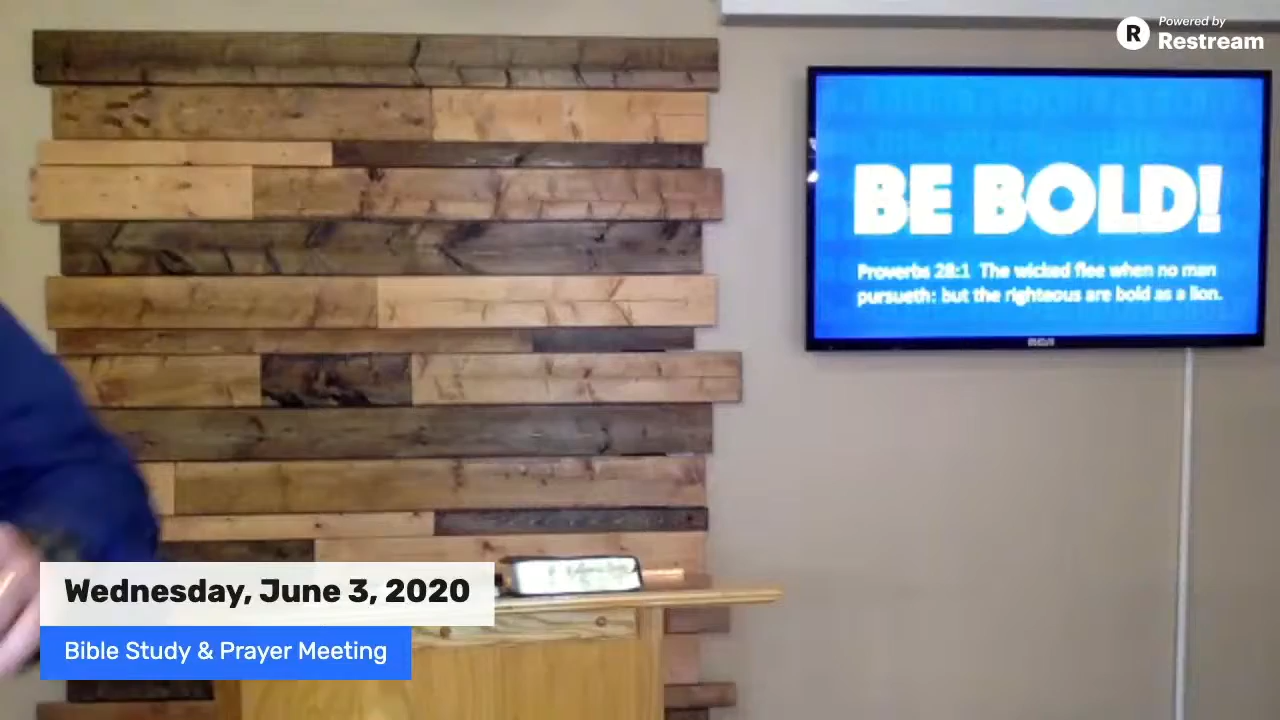 Powered by
R Restream
BE BOLD!
Proverbs 28:1 The wicked flee when no man
pursueth: but the righteous are bold as a lion.
RCA
Wednesday, June 3, 2020
Bible Study & Prayer Meeting